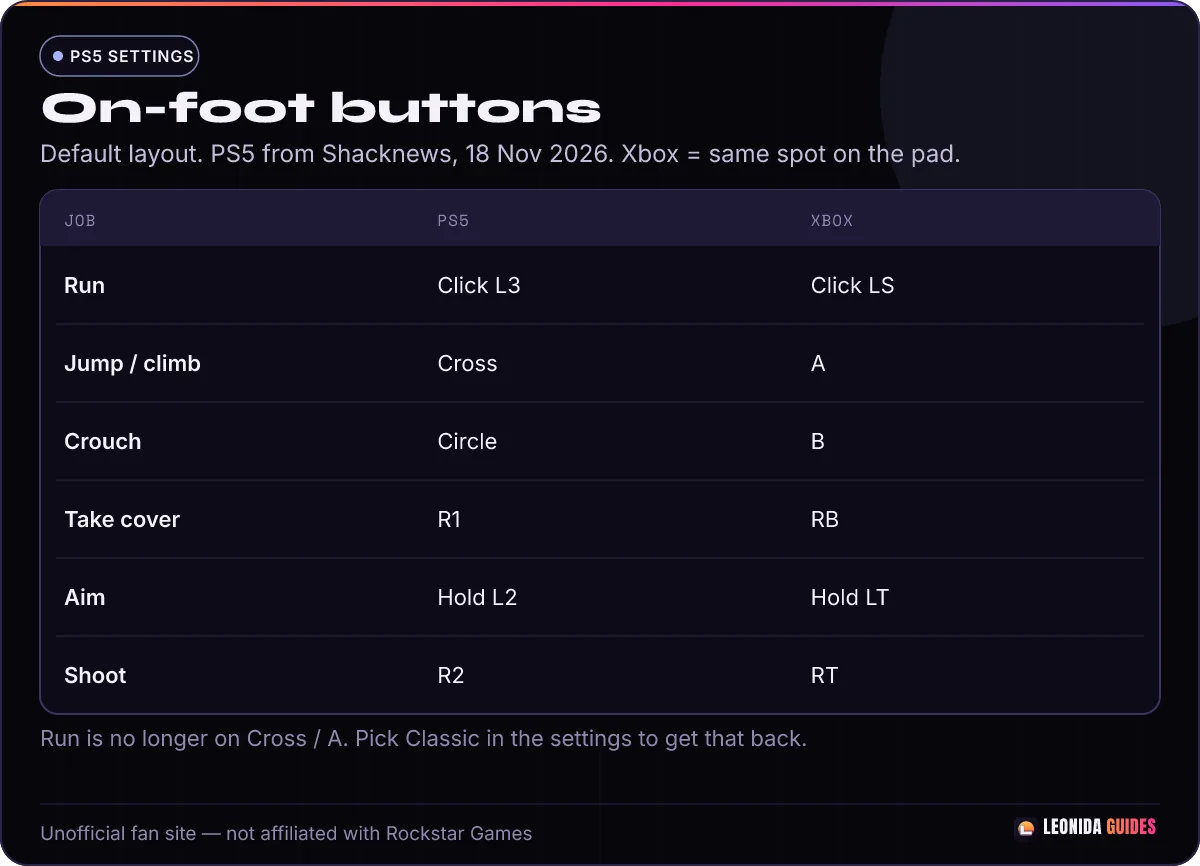 PS5 SETTINGS
On-foot buttons
Default layout. PS5 from Shacknews, 18 Nov 2026. Xbox = same spot on the pad.
JOB PS5 XBOX
Run Click L3 Click LS
Jump / climb Cross A
Crouch Circle B
Take cover R1 RB
Aim Hold L2 Hold LT
Shoot R2 RT
Run is no longer on Cross / A. Pick Classic in the settings to get that back.
Unofficial fan site — not affiliated with Rockstar Games
LEONIDA GUIDES